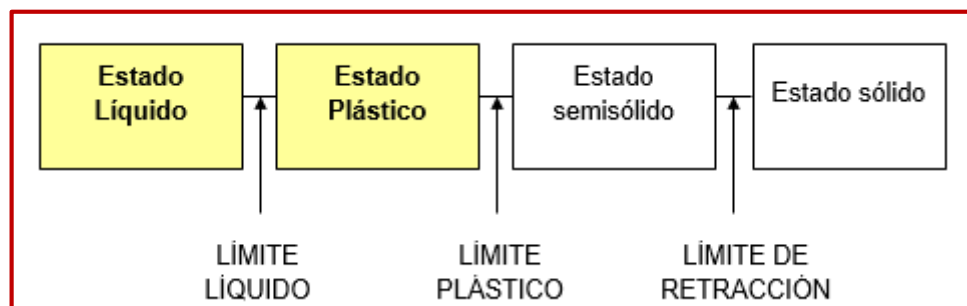 Estado
Líquido
Estado
Plástico
Estado
semisólido
Estado sólido
LÍMITE
LÍQUIDO
LÍMITE
PLÁSTICO
LÍMITE DE
RETRACCIÓN